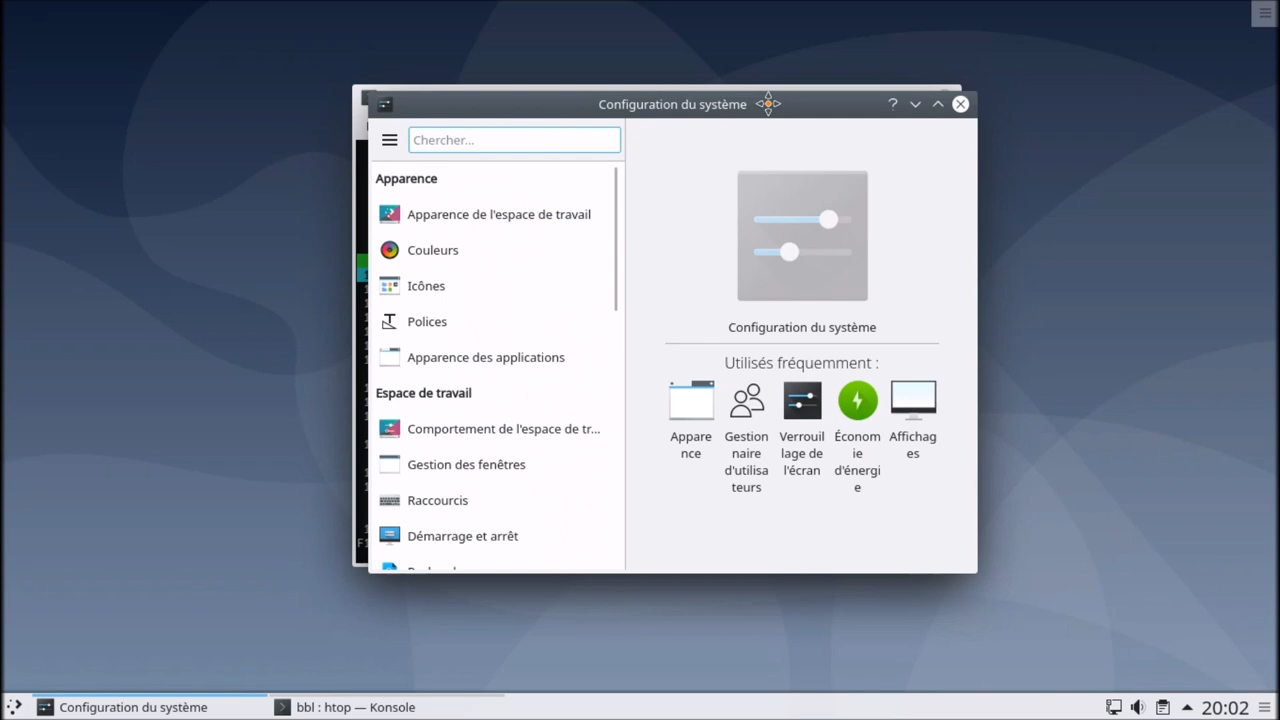 Configuration du système
?
Chercher...
Apparence
Apparence de l'espace de travail
Couleurs
Icônes
Polices
Apparence des applications
Espace de travail
Comportement de l'espace de tr...
Gestion des fenêtres
Raccourcis
Démarrage et arrêt
Configuration du système
Utilisés fréquemment :
Appare
nce
Gestion
naire
d'utilisa
teurs
Verrouil
lage de
l'écran
Économ
ie
d'énergi
e
Affichag
es
Configuration du système
bbl : htop — Konsole
20:02